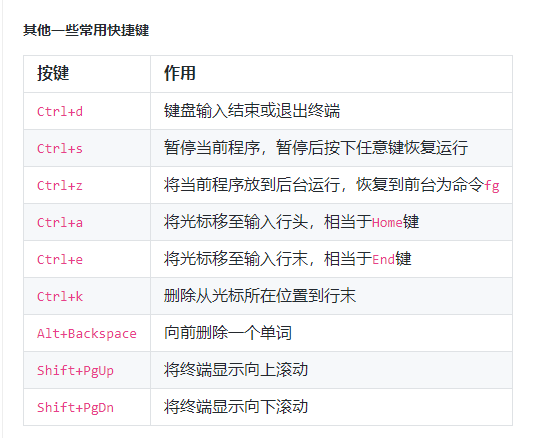 其他一些常用快捷键
按键 作用
Ctrl+d 键盘输入结束或退出终端
Ctrl+s 暂停当前程序，暂停后按下任意键恢复运行
Ctrl+z 将当前程序放到后台运行，恢复到前台为命令fg
Ctrl+a 将光标移至输入行头，相当于Home键
Ctrl+e 将光标移至输入行末，相当于End键
Ctrl+k 删除从光标所在位置到行末
Alt+Backspace 向前删除一个单词
Shift+PgUp 将终端显示向上滚动
Shift+PgDn 将终端显示向下滚动